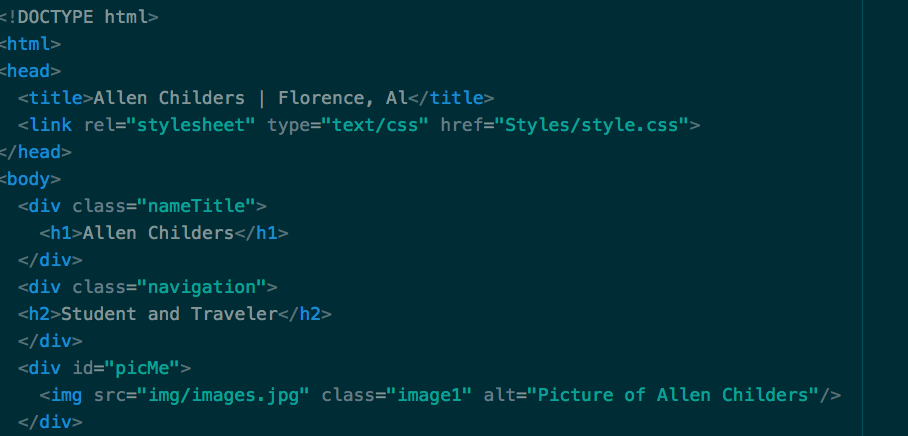 <!DOCTYPE html>
<html>
<head>
<title>Allen Childers | Florence, Al</title>
<link rel="stylesheet" type="text/css" href="Styles/style.css">
</head>
<body>
<div class="nameTitle">
<h1>Allen Childers</h1>
</div>
<div class="navigation">
<h2>Student and Traveler</h2>
</div>
<div id="picMe">
<img src="img/images.jpg" class="image1" alt="Picture of Allen Childers"/>
</div>